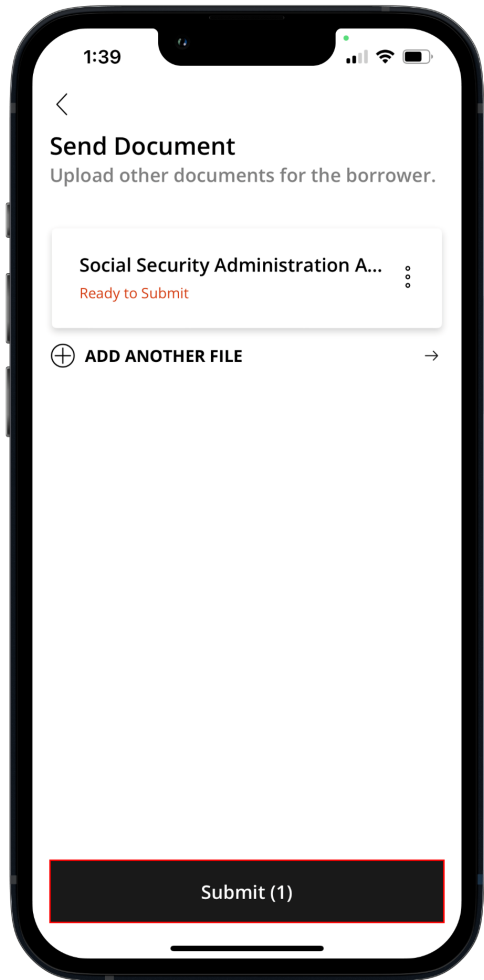 1:39
Send Document
Upload other documents for the borrower.
Social Security Administration A...
Ready to Submit
ADD ANOTHER FILE
Submit (1)